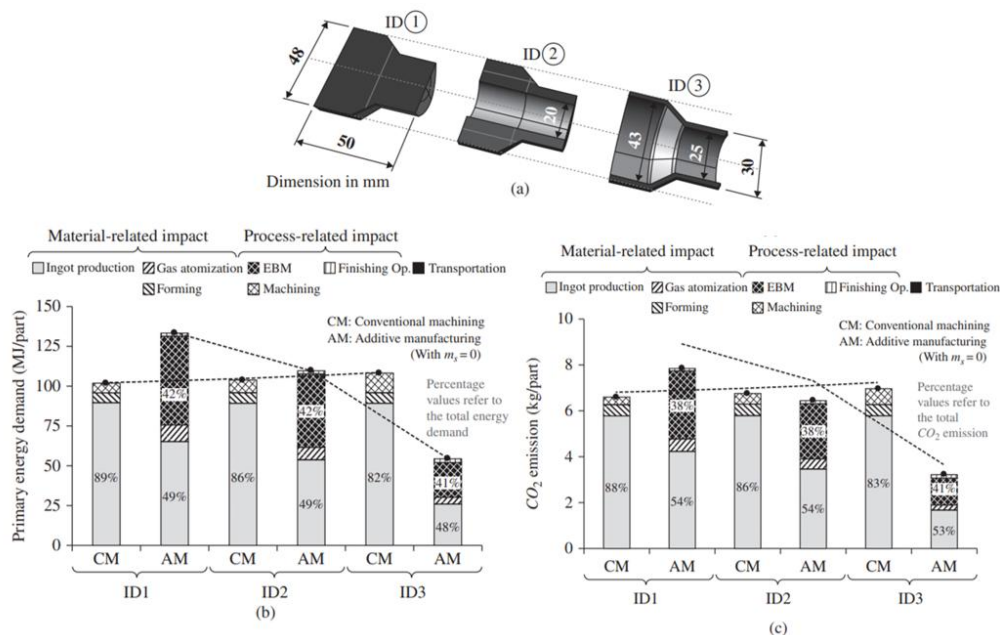 ID①
ID②
ID③
48
50
20
43
25
30
Dimension in mm
(a)
Material-related impact
Process-related impact
Ingot production
Gas atomization
EBM
Finishing Op.
Transportation
Forming
Machining
CM: Conventional machining
AM: Additive manufacturing
(With mₛ = 0)
Percentage
values refer to
the total energy
demand
Primary energy demand (MJ/part)
150
125
100
75
50
25
0
89%
42%
49%
86%
42%
49%
82%
41%
48%
CM AM CM AM CM AM
ID1 ID2 ID3
(b)
Material-related impact
Process-related impact
Ingot production
Gas atomization
EBM
Finishing Op.
Transportation
Forming
Machining
CM: Conventional machining
AM: Additive manufacturing
(With mₛ = 0)
Percentage
values refer to
the total
CO₂ emission
CO₂ emission (kg/part)
10
8
6
4
2
0
88%
38%
54%
86%
38%
54%
83%
41%
53%
CM AM CM AM CM AM
ID1 ID2 ID3
(c)